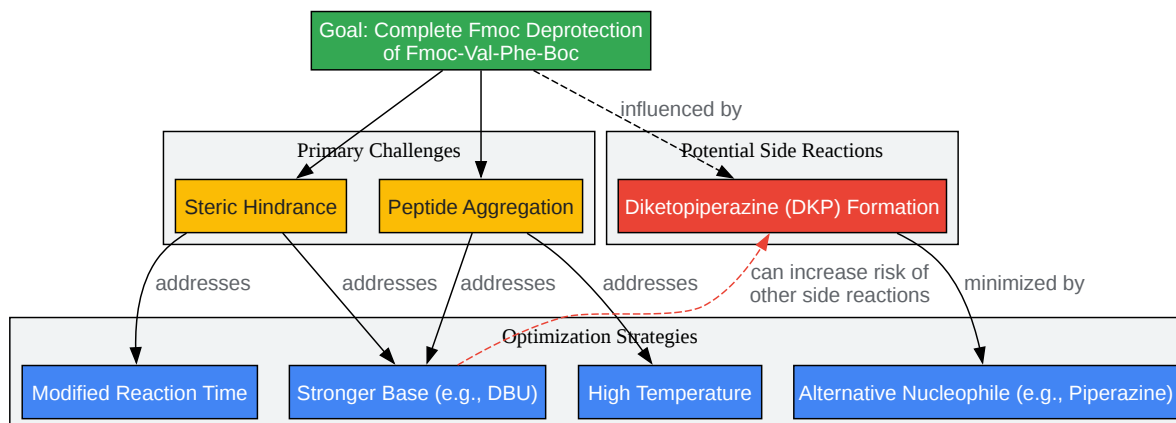 Goal: Complete Fmoc Deprotection
of Fmoc-Val-Phe-Boc
influenced by
Primary Challenges
Potential Side Reactions
Steric Hindrance
Peptide Aggregation
Diketopiperazine (DKP) Formation
addresses
addresses
addresses
addresses
can increase risk of
other side reactions
minimized by
Optimization Strategies
Modified Reaction Time
Stronger Base (e.g., DBU)
High Temperature
Alternative Nucleophile (e.g., Piperazine)